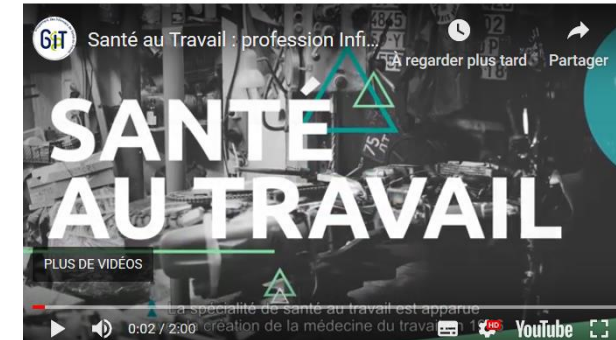 GiT
Santé au Travail : profession Infi...
À regarder plus tard
Partager
SANTÉ
AU TRAVAIL
PLUS DE VIDÉOS
La spécialité de santé au travail est apparue
création de la médecine du travail en
0:02 / 2:00
HD
YouTube